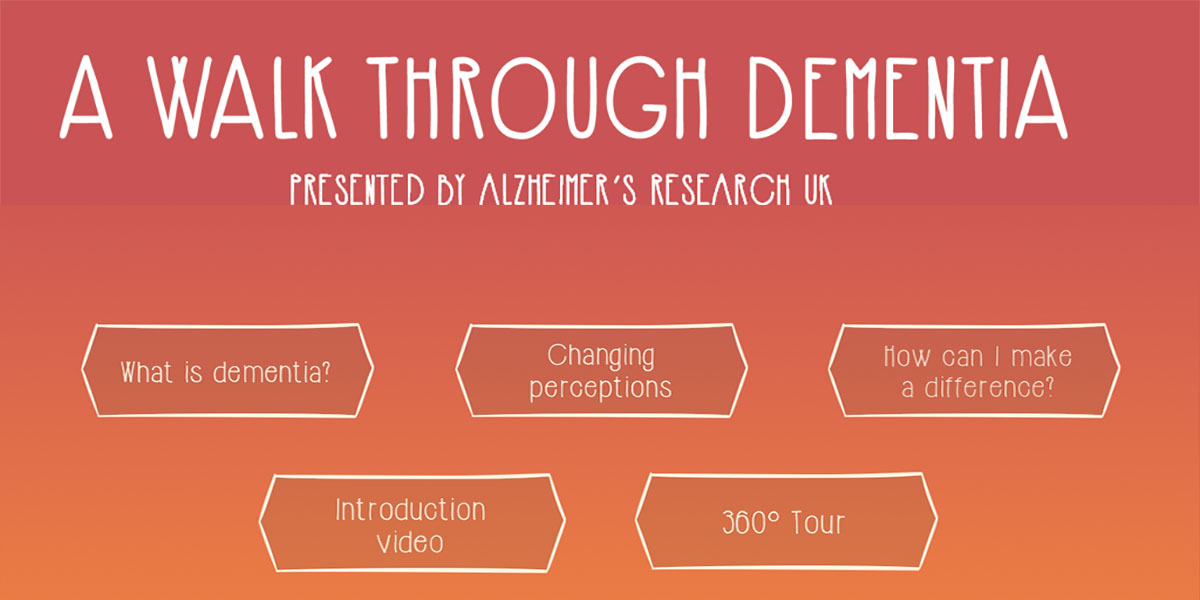 A WALK THROUGH DEMENTIA
PRESENTED BY ALZHEIMER'S RESEARCH UK
What is dementia?
Changing
perceptions
How can I make
a difference?
Introduction
video
360° Tour